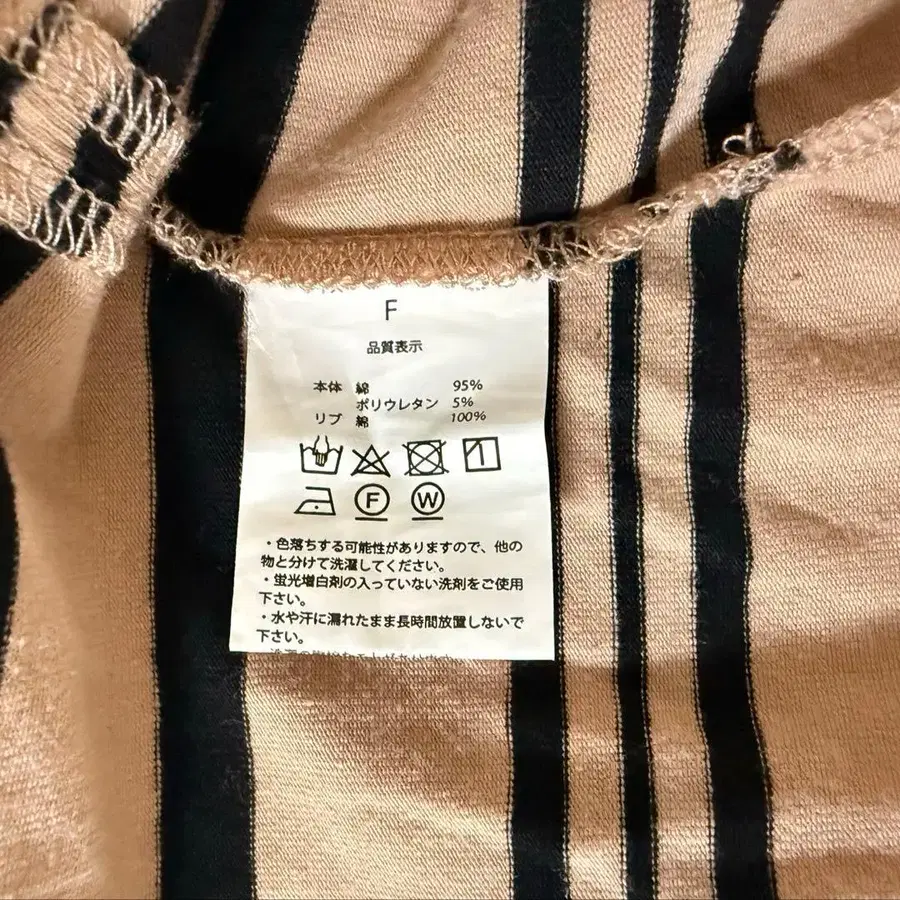 F
品質表示
本体 綿 95%
ポリウレタン 5%
リブ 綿 100%
F W
・色落ちする可能性がありますので、他の
物と分けて洗濯してください。
・蛍光増白剤の入っていない洗剤をご使用
下さい。
・水や汗に濡れたまま長時間放置しないで
下さい。